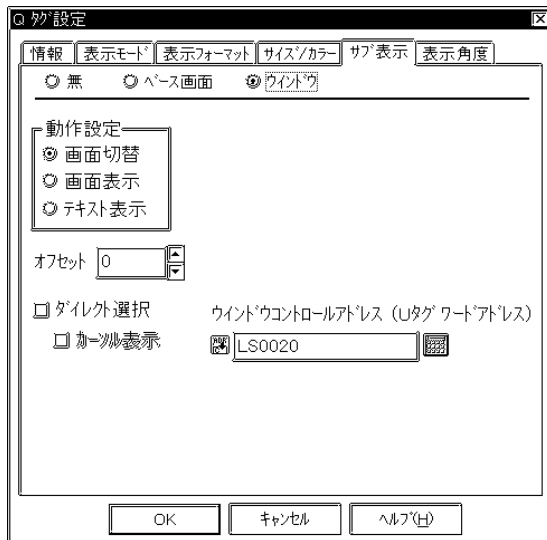 Q ﾀｸﾞ設定
情報 表示ﾓｰﾄﾞ 表示ﾌｫｰﾏｯﾄ ｻｲｽﾞ/ｶﾗｰ ｻﾌﾞ表示 表示角度
無 ﾍﾞｰｽ画面 ｳｲﾝﾄﾞｳ
動作設定
画面切替
画面表示
ﾃｷｽﾄ表示
ｵﾌｾｯﾄ 0
ﾀﾞｲﾚｸﾄ選択
ｳｲﾝﾄﾞｳｺﾝﾄﾛｰﾙｱﾄﾞﾚｽ (Uﾀｸﾞ ﾜｰﾄﾞｱﾄﾞﾚｽ)
ｶｰｿﾙ表示
LS0020
OK ｷｬﾝｾﾙ ﾍﾙﾌﾟ(H)